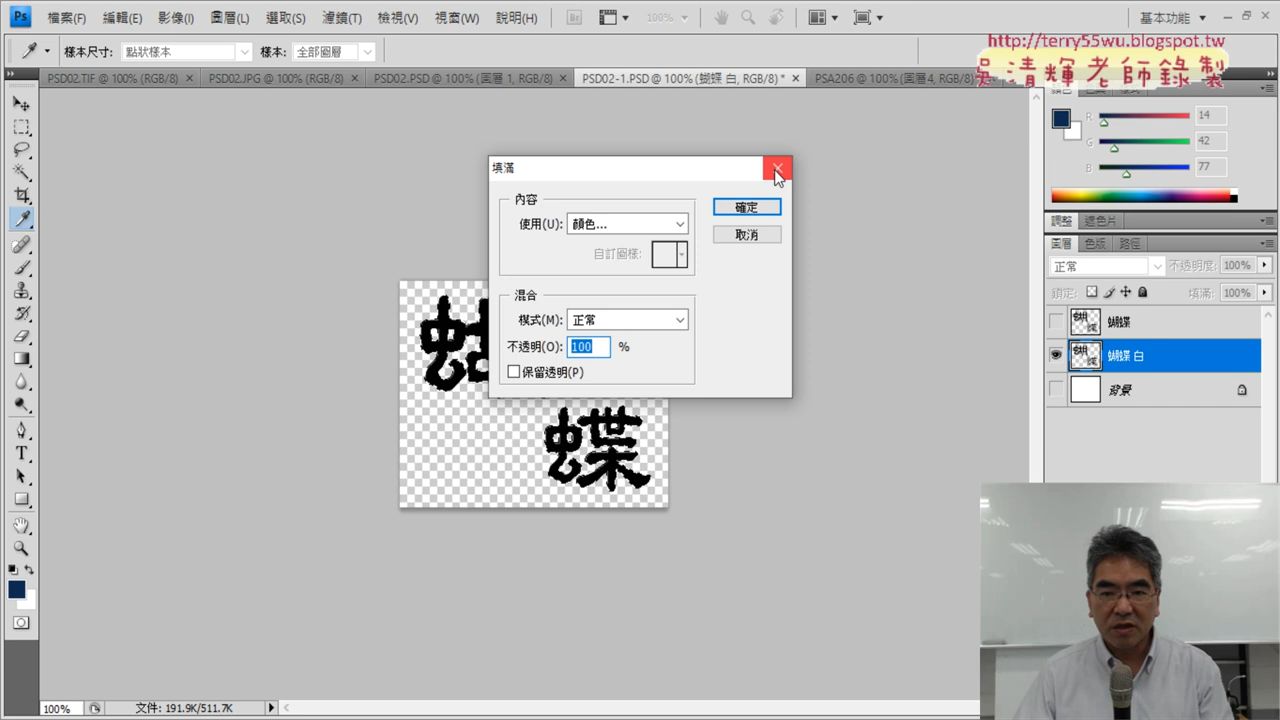 Ps 檔案(F) 編輯(E) 影像(I) 圖層(L) 選取(S) 濾鏡(T) 檢視(V) 視窗(W) 說明(H) Br 100% 基本功能
http://terry55wu.blogspot.tw
吳清輝老師錄製
樣本尺寸: 點狀樣本 樣本: 全部圖層
PSD02.TIF @ 100% (RGB/8) × PSD02.JPG @ 100% (RGB/8) × PSD02.PSD @ 100% (圖層 1, RGB/8) × PSD02-1.PSD @ 100% (蝴蝶 白, RGB/8) * × PSA206 @ 100% (圖層 4, RGB/8)
R 14
G 42
B 77
調整 遮色片
圖層 色版 路徑
正常 不透明度: 100%
鎖定: 填滿: 100%
蝴蝶
蝴蝶 白
背景
填滿
內容
使用(U): 顏色...
自訂圖樣:
確定
取消
混合
模式(M): 正常
不透明(O): 100 %
保留透明(P)
蝶
100% 文件: 191.9K/511.7K